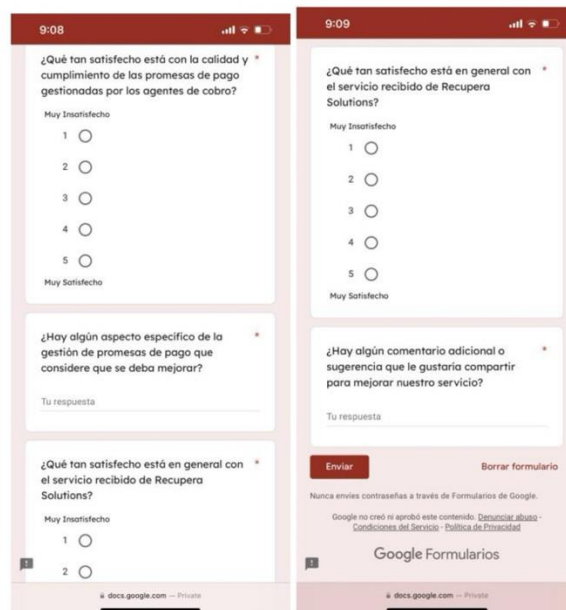 9:08
¿Qué tan satisfecho está con la calidad y *
cumplimiento de las promesas de pago
gestionadas por los agentes de cobro?
Muy Insatisfecho
1
2
3
4
5
Muy Satisfecho
¿Hay algún aspecto específico de la *
gestión de promesas de pago que
considere que se deba mejorar?
Tu respuesta
¿Qué tan satisfecho está en general con *
el servicio recibido de Recupera
Solutions?
Muy Insatisfecho
1
2
docs.google.com — Private
9:09
¿Qué tan satisfecho está en general con *
el servicio recibido de Recupera
Solutions?
Muy Insatisfecho
1
2
3
4
5
Muy Satisfecho
¿Hay algún comentario adicional o *
sugerencia que le gustaría compartir
para mejorar nuestro servicio?
Tu respuesta
Enviar
Borrar formulario
Nunca envíes contraseñas a través de Formularios de Google.
Google no creó ni aprobó este contenido. Denunciar abuso -
Condiciones del Servicio - Política de Privacidad
Google Formularios
docs.google.com — Private